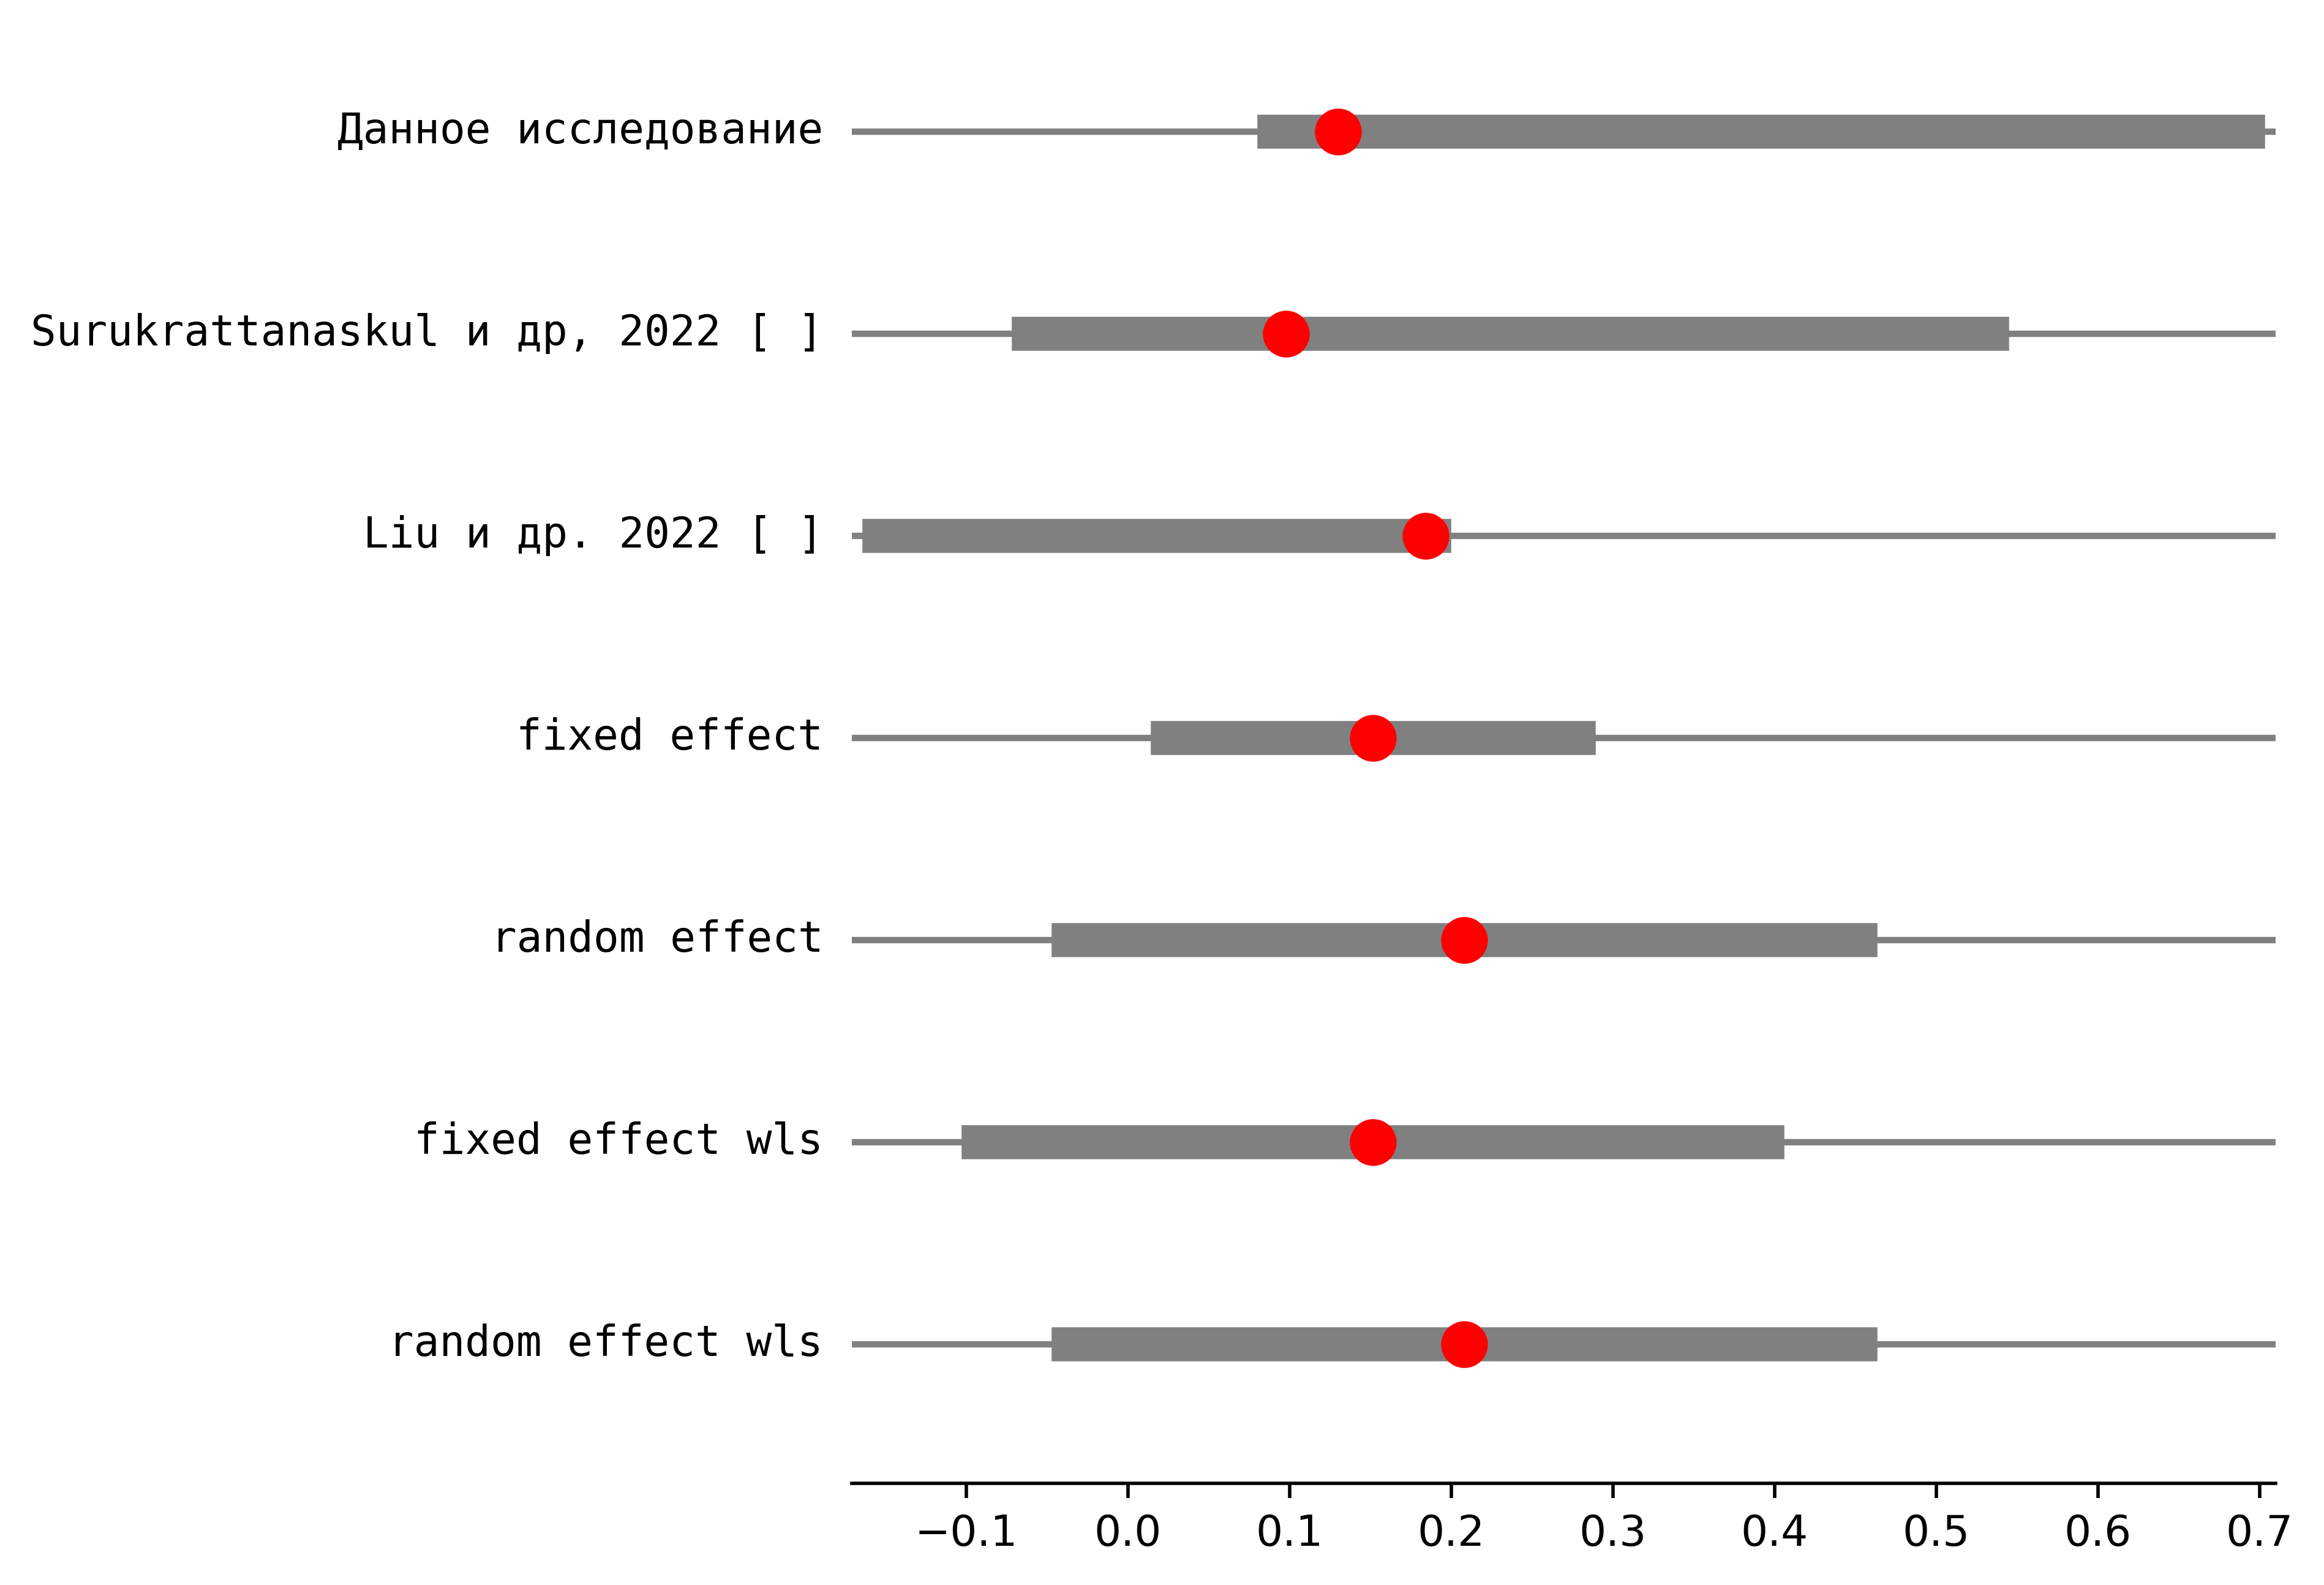 Данное исследование
Surukrattanaskul и др, 2022 [ ]
Liu и др. 2022 [ ]
fixed effect
random effect
fixed effect wls
random effect wls
−0.1 0.0 0.1 0.2 0.3 0.4 0.5 0.6 0.7